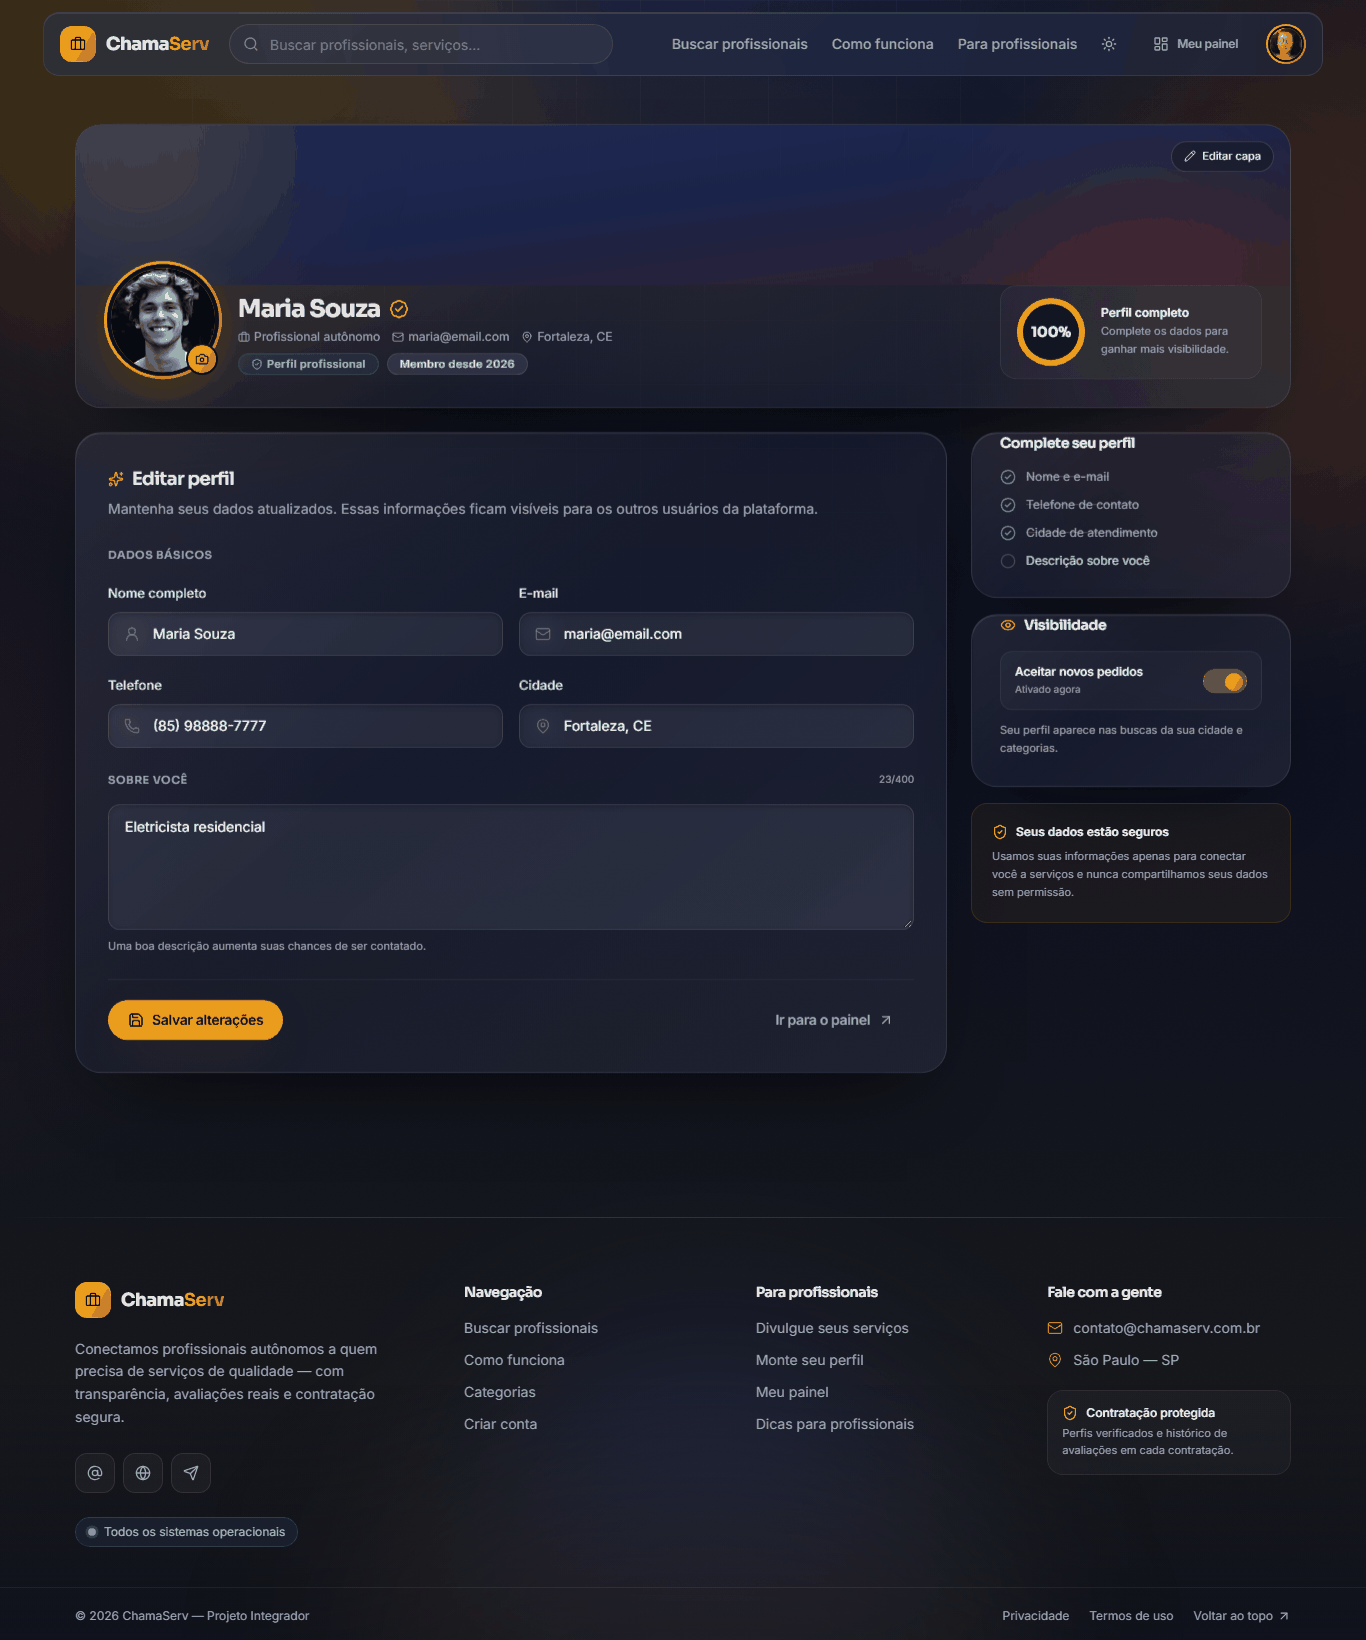 ChamaServ
Buscar profissionais, serviços...
Buscar profissionais
Como funciona
Para profissionais
Meu painel
Editar capa
Maria Souza
Profissional autônomo
maria@email.com
Fortaleza, CE
Perfil profissional
Membro desde 2026
100%
Perfil completo
Complete os dados para
ganhar mais visibilidade.
Editar perfil
Mantenha seus dados atualizados. Essas informações ficam visíveis para os outros usuários da plataforma.
DADOS BÁSICOS
Nome completo
E-mail
Maria Souza
maria@email.com
Telefone
Cidade
(85) 98888-7777
Fortaleza, CE
SOBRE VOCÊ
23/400
Eletricista residencial
Uma boa descrição aumenta suas chances de ser contatado.
Salvar alterações
Ir para o painel
Complete seu perfil
Nome e e-mail
Telefone de contato
Cidade de atendimento
Descrição sobre você
Visibilidade
Aceitar novos pedidos
Ativado agora
Seu perfil aparece nas buscas da sua cidade e
categorias.
Seus dados estão seguros
Usamos suas informações apenas para conectar
você a serviços e nunca compartilhamos seus dados
sem permissão.
ChamaServ
Conectamos profissionais autônomos a quem
precisa de serviços de qualidade — com
transparência, avaliações reais e contratação
segura.
Todos os sistemas operacionais
Navegação
Buscar profissionais
Como funciona
Categorias
Criar conta
Para profissionais
Divulgue seus serviços
Monte seu perfil
Meu painel
Dicas para profissionais
Fale com a gente
contato@chamaserv.com.br
São Paulo — SP
Contratação protegida
Perfis verificados e histórico de
avaliações em cada contratação.
© 2026 ChamaServ — Projeto Integrador
Privacidade
Termos de uso
Voltar ao topo